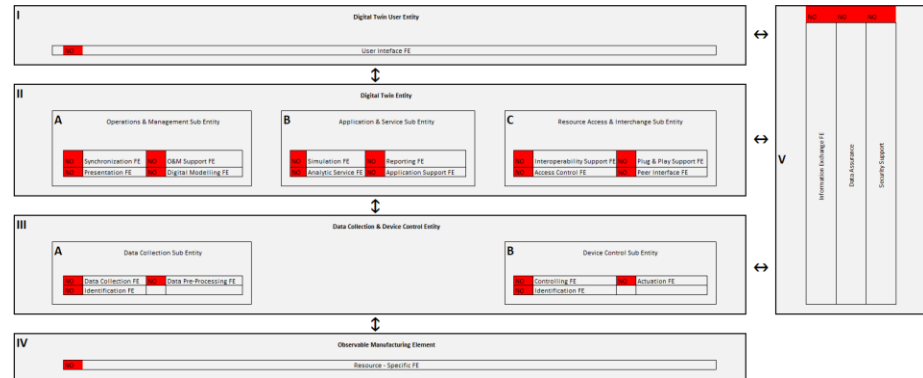 I
Digital Twin User Entity
NO User Inteface FE
II
Digital Twin Entity
A
Operations & Management Sub Entity
NO Synchronization FE NO O&M Support FE
NO Presentation FE NO Digital Modelling FE
B
Application & Service Sub Entity
NO Simulation FE NO Reporting FE
NO Analytic Service FE NO Application Support FE
C
Resource Access & Interchange Sub Entity
NO Interoperability Support FE NO Plug & Play Support FE
NO Access Control FE NO Peer Interface FE
III
Data Collection & Device Control Entity
A
Data Collection Sub Entity
NO Data Collection FE NO Data Pre-Processing FE
NO Identification FE
B
Device Control Sub Entity
NO Controlling FE NO Actuation FE
NO Identification FE
IV
Observable Manufacturing Element
NO Resource - Specific FE
V
NO NO NO
Information Exchange FE
Data Assurance
Security Support